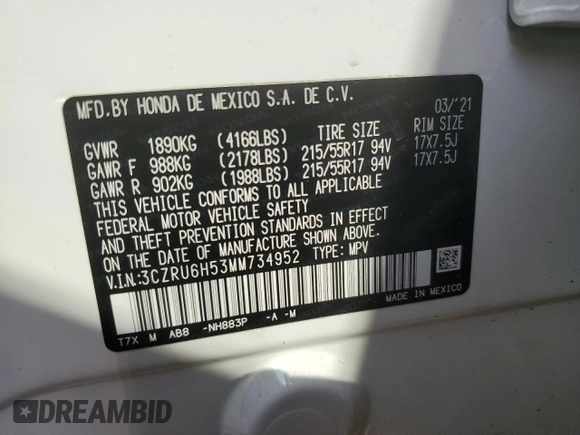 MFD.BY HONDA DE MEXICO S.A. DE C.V. 03/'21
GVWR 1890KG (4166LBS) TIRE SIZE RIM SIZE
GAWR F 988KG (2178LBS) 215/55R17 94V 17X7.5J
GAWR R 902KG (1988LBS) 215/55R17 94V 17X7.5J
THIS VEHICLE CONFORMS TO ALL APPLICABLE
FEDERAL MOTOR VEHICLE SAFETY
AND THEFT PREVENTION STANDARDS IN EFFECT
ON THE DATE OF MANUFACTURE SHOWN ABOVE.
V.IN.:3CZRU6H53MM734952 TYPE: MPV
T7X M AB8 -NH883P -A -M
MADE IN MEXICO
DREAMBID